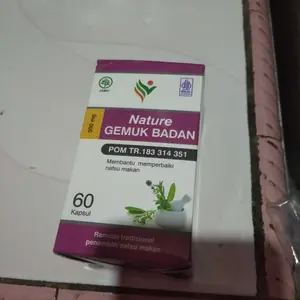 Nature
GEMUK BADAN
500 mg
POM TR.183 314 351
Membantu memperbaiki
nafsu makan
60
Kapsul
Ramuan tradisional
penambah nafsu makan